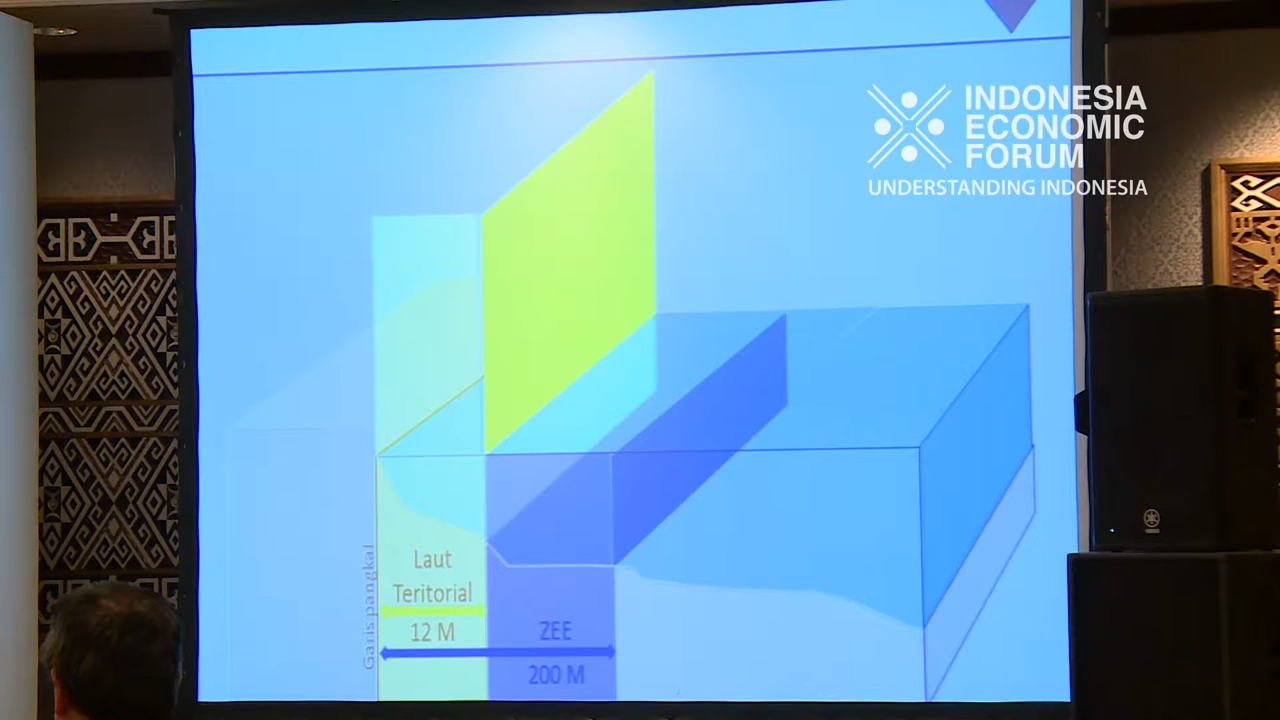 INDONESIA
ECONOMIC
FORUM
UNDERSTANDING INDONESIA
Garis pangkal
Laut
Teritorial
12 M
ZEE
200 M